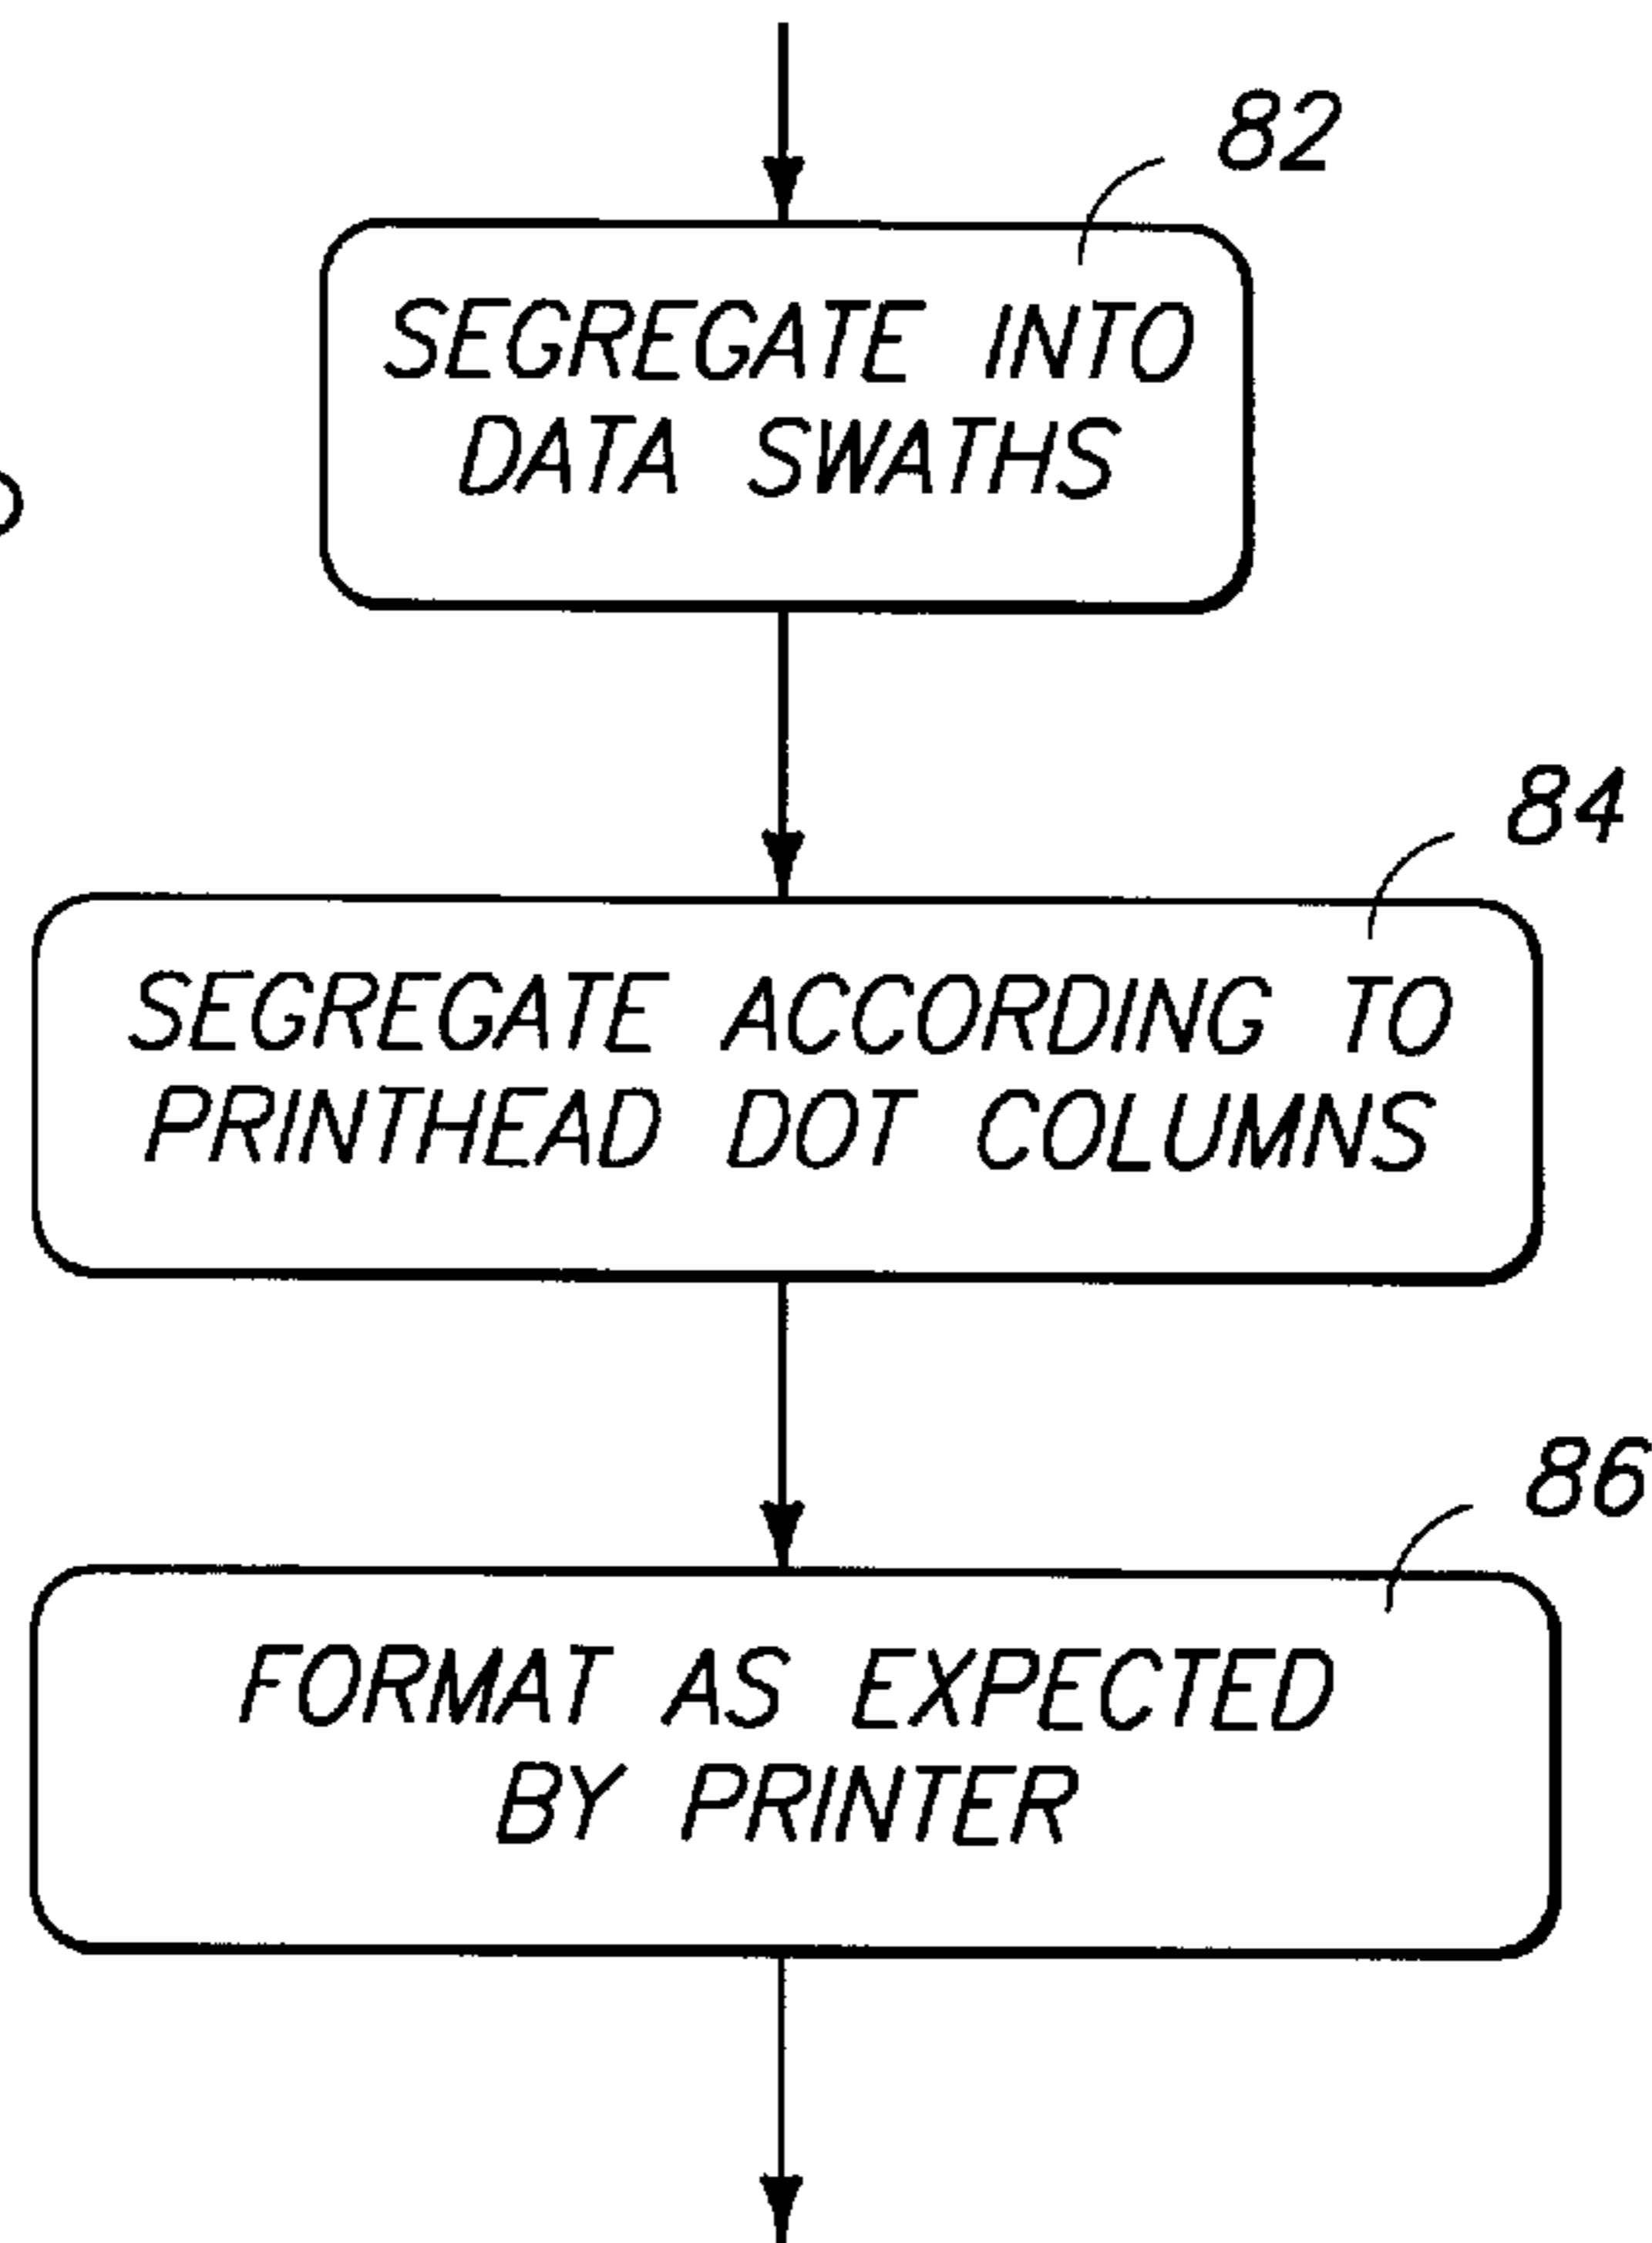 82
SEGREGATE INTO
DATA SWATHS
84
SEGREGATE ACCORDING TO
PRINTHEAD DOT COLUMNS
86
FORMAT AS EXPECTED
BY PRINTER